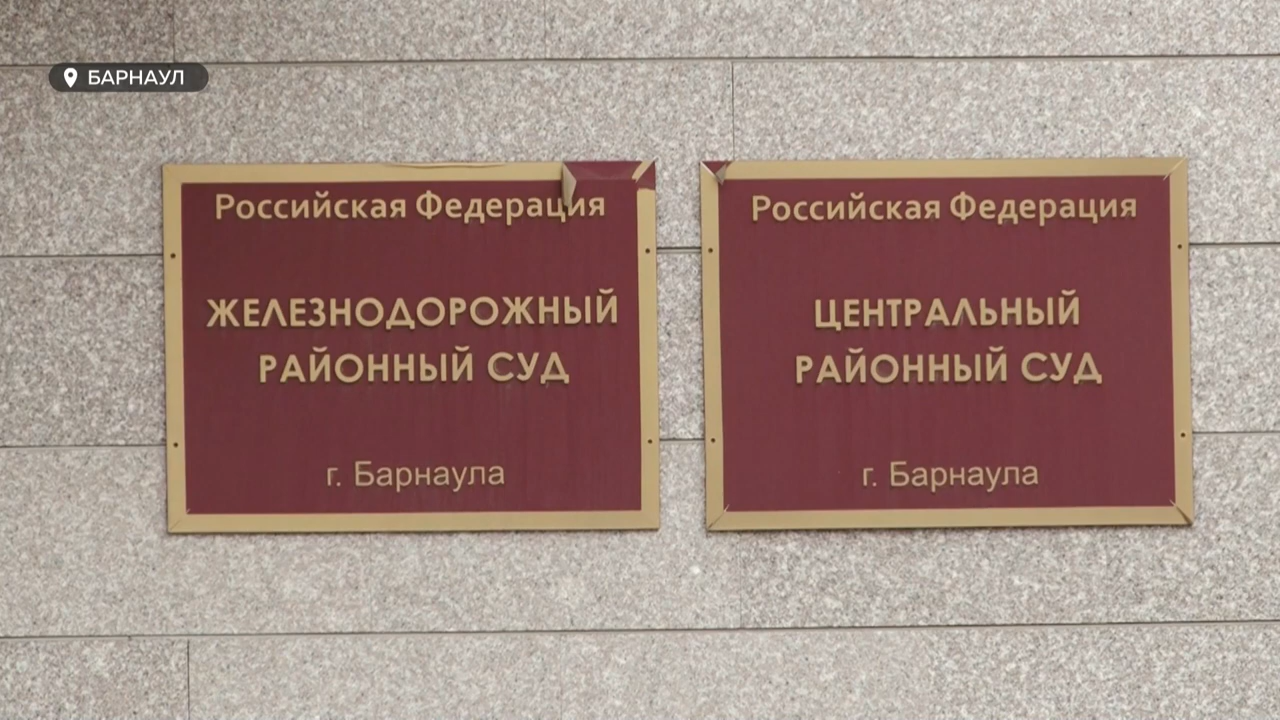 БАРНАУЛ
Российская Федерация
ЖЕЛЕЗНОДОРОЖНЫЙ
РАЙОННЫЙ СУД
г. Барнаула
Российская Федерация
ЦЕНТРАЛЬНЫЙ
РАЙОННЫЙ СУД
г. Барнаула